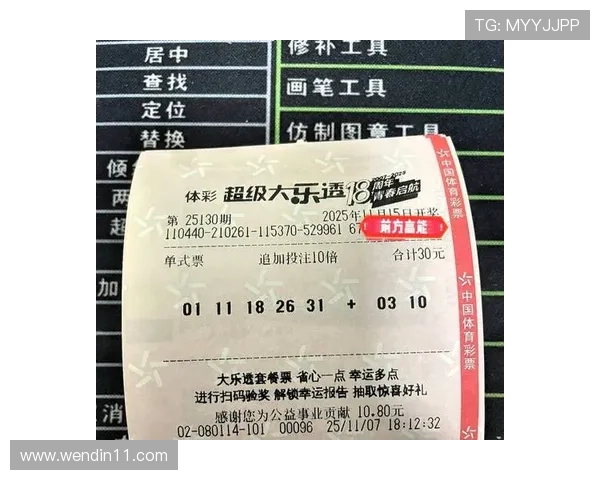 TG: MYYJJPP
居中
查找
定位
替换
修补工具
画笔工具
仿制图章工具
倾
两
超
加
消
体彩 超级大乐透 18周年 青春启航
第 25130期 2025年11月15日开奖
110440-210261-115370-529961 67
前方高能
单式票 追加投注10倍 合计30元
01 11 18 26 31 + 03 10
大乐透套餐票 省心一点 幸运多点
进行扫码验奖 解锁幸运报告 抽取惊喜好礼
感谢您为公益事业贡献 10.80元
02-080114-101 00096 25/11/07 18:12:32
中国体育彩票
中国体育彩票
www.wendin11.com